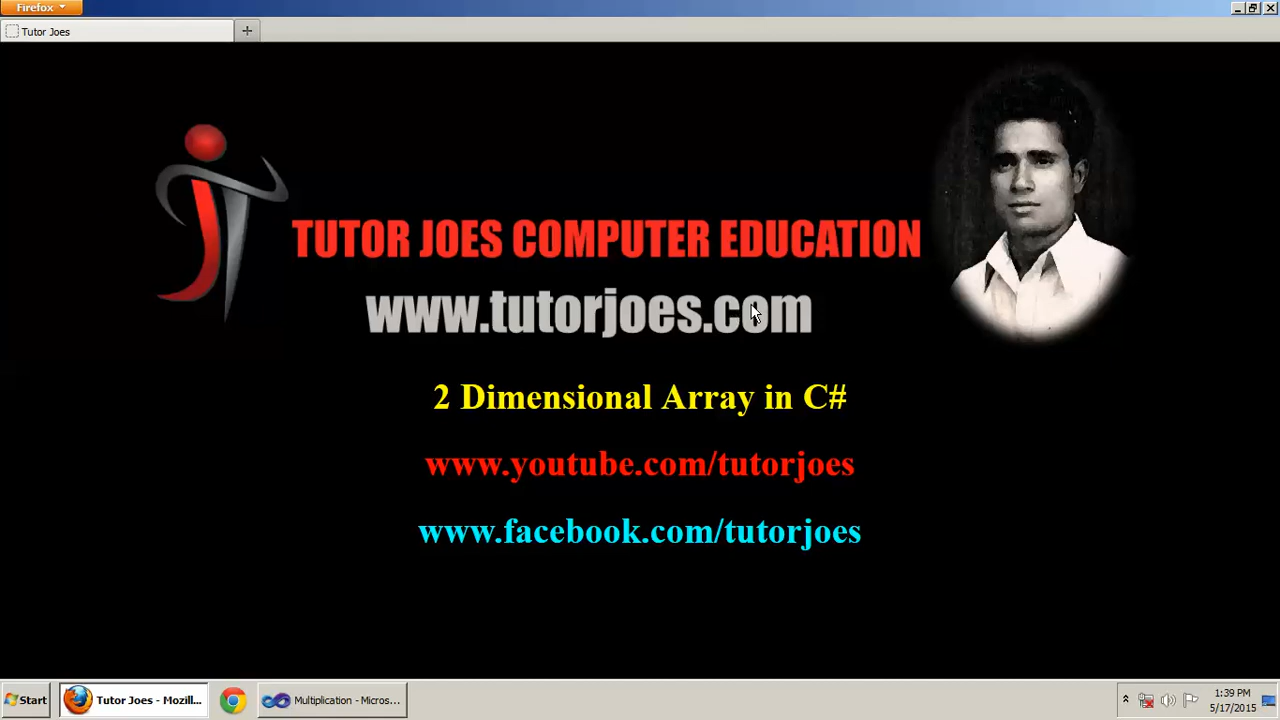 Firefox
Tutor Joes
TUTOR JOES COMPUTER EDUCATION
www.tutorjoes.com
2 Dimensional Array in C#
www.youtube.com/tutorjoes
www.facebook.com/tutorjoes
Start
Tutor Joes - Mozill...
Multiplication - Micros...
1:39 PM
5/17/2015